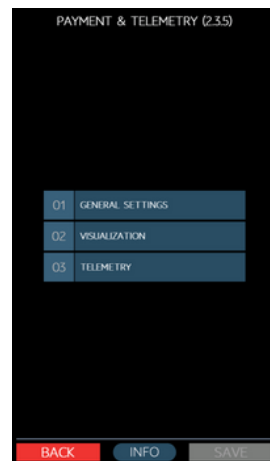 PAYMENT & TELEMETRY (2.3.5)
01 GENERAL SETTINGS
02 VISUALIZATION
03 TELEMETRY
BACK INFO SAVE